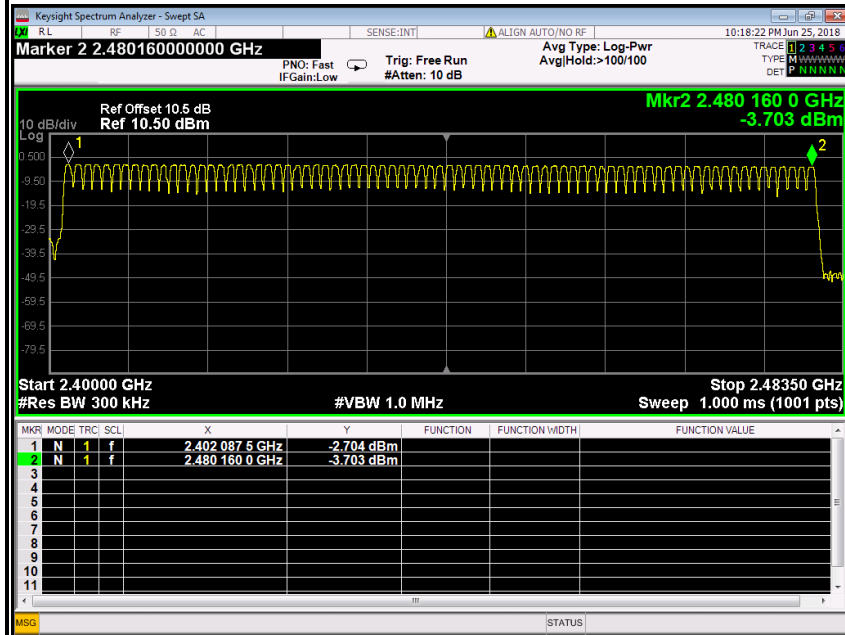 Keysight Spectrum Analyzer - Swept SA
LXI RL RF 50 Ω AC SENSE:INT ALIGN AUTO/NO RF 10:18:22 PM Jun 25, 2018
Marker 2 2.480160000000 GHz
PNO: Fast
IFGain:Low
Trig: Free Run
#Atten: 10 dB
Avg Type: Log-Pwr
Avg|Hold:>100/100
TRACE 1 2 3 4 5 6
TYPE M WWWWW
DET P N N N N N
Mkr2 2.480 160 0 GHz
-3.703 dBm
Ref Offset 10.5 dB
10 dB/div Ref 10.50 dBm
Log
1
2
0.500
-9.50
-19.5
-29.5
-39.5
-49.5
-59.5
-69.5
-79.5
Start 2.40000 GHz Stop 2.48350 GHz
#Res BW 300 kHz #VBW 1.0 MHz Sweep 1.000 ms (1001 pts)
MKR MODE TRC SCL X Y FUNCTION FUNCTION WIDTH FUNCTION VALUE
1 N 1 f 2.402 087 5 GHz -2.704 dBm
2 N 1 f 2.480 160 0 GHz -3.703 dBm
3
4
5
6
7
8
9
10
11
MSG STATUS